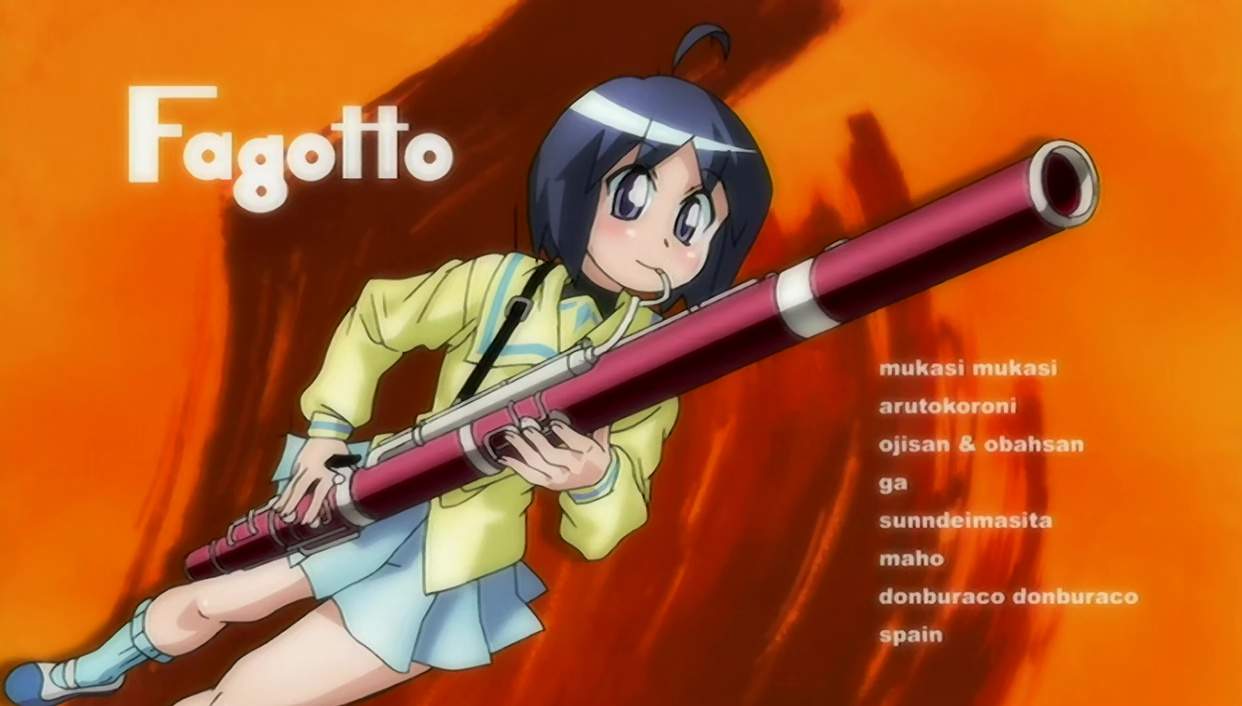 Fagotto
mukasi mukasi
arutokoroni
ojisan & obahsan
ga
sunndeimasita
maho
donburaco donburaco
spain